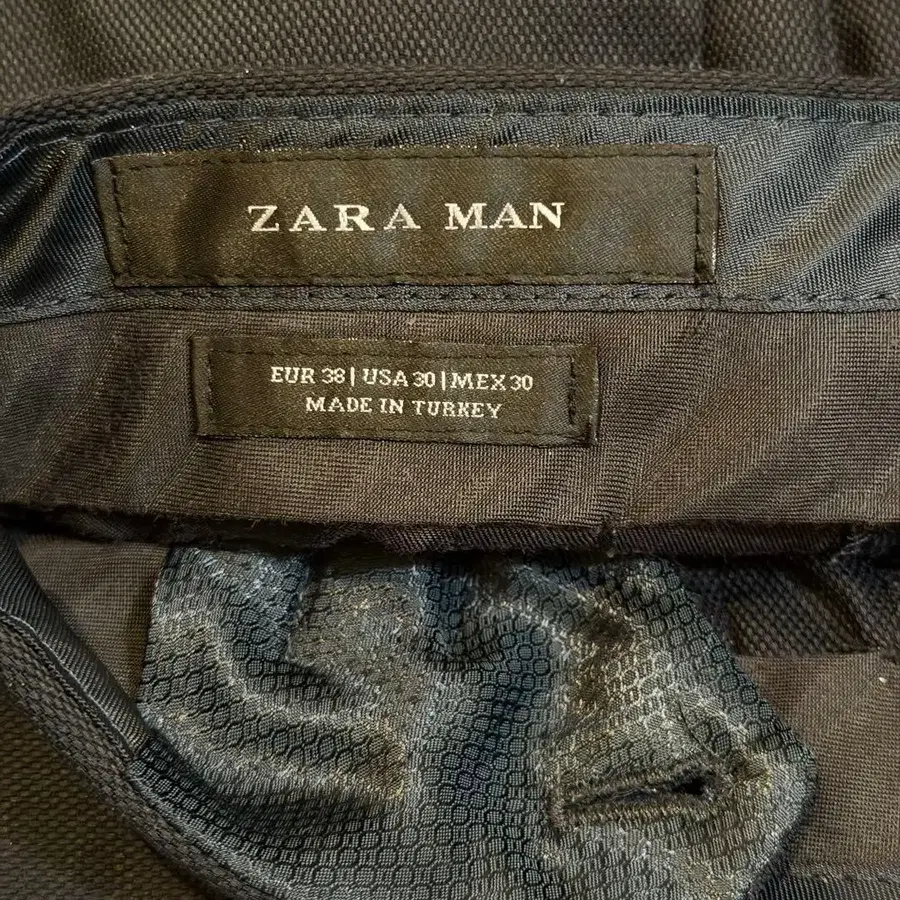 ZARA MAN
EUR 38 | USA 30 | MEX 30
MADE IN TURKEY